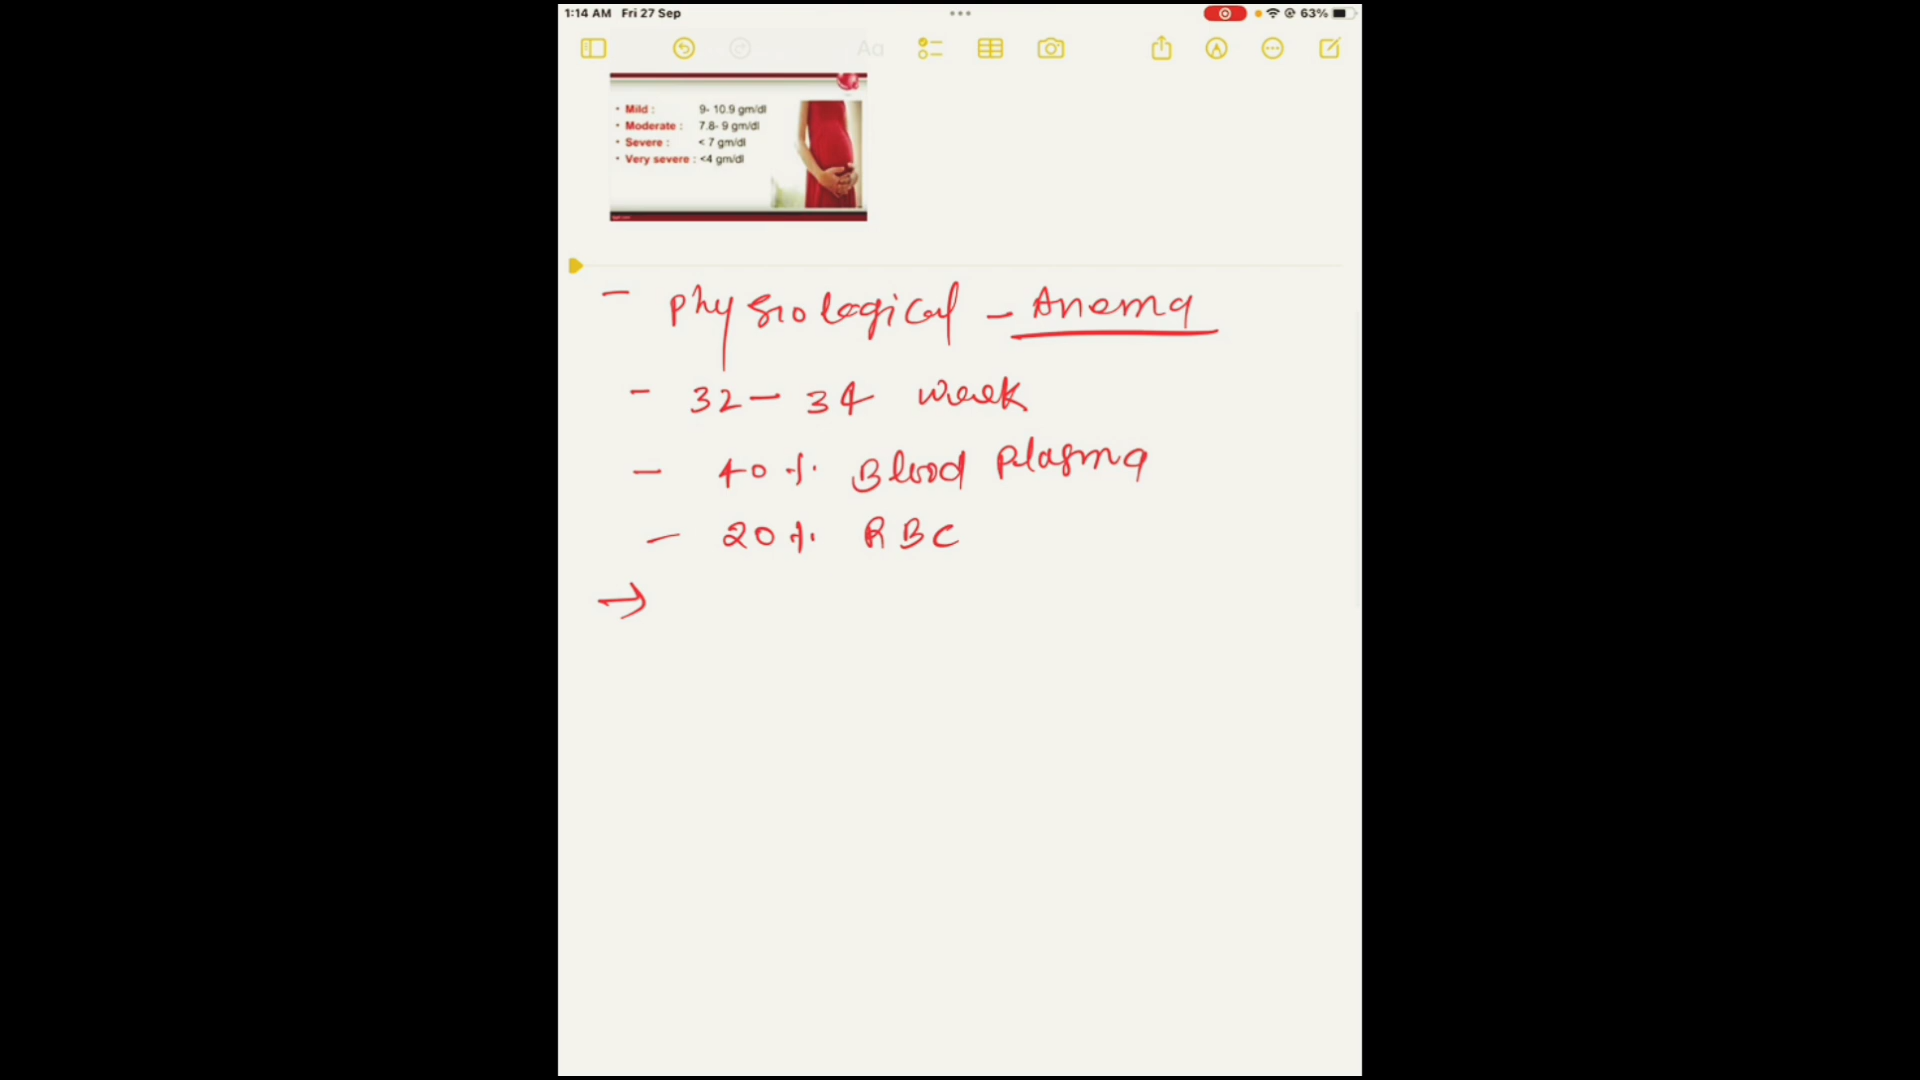 1:14 AM Fri 27 Sep
63%
Aa
• Mild : 9- 10.9 gm/dl
• Moderate : 7.8- 9 gm/dl
• Severe : < 7 gm/dl
• Very severe : <4 gm/dl
- Physiological - Anema
- 32 - 34 week
- 40 % Blood Plasma
- 20 % RBC
→